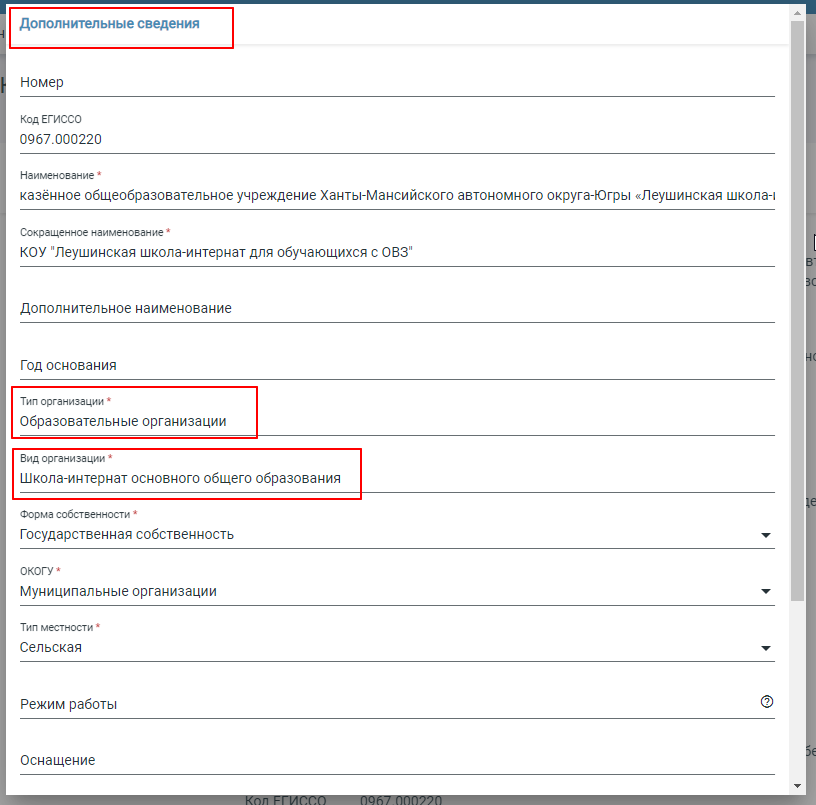 Дополнительные сведения
Номер
Код ЕГИССО
0967.000220
Наименование *
казённое общеобразовательное учреждение Ханты-Мансийского автономного округа-Югры «Леушинская школа-и
Сокращенное наименование *
КОУ "Леушинская школа-интернат для обучающихся с ОВЗ"
Дополнительное наименование
Год основания
Тип организации *
Образовательные организации
Вид организации *
Школа-интернат основного общего образования
Форма собственности *
Государственная собственность
ОКОГУ *
Муниципальные организации
Тип местности *
Сельская
Режим работы
Оснащение
Код ЕГИССО 0967.000220